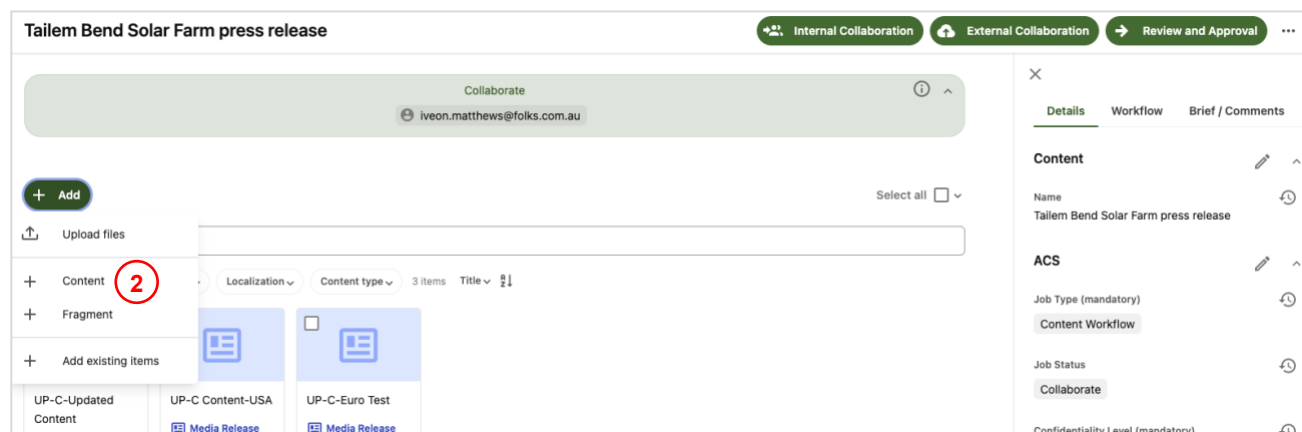 Tailem Bend Solar Farm press release
Internal Collaboration
External Collaboration
Review and Approval
Collaborate
iveon.matthews@folks.com.au
Add
Select all
Upload files
Content
2
Fragment
Add existing items
Localization
Content type
3 items
Title
UP-C-Updated Content
UP-C Content-USA
Media Release
UP-C-Euro Test
Media Release
Details
Workflow
Brief / Comments
Content
Name
Tailem Bend Solar Farm press release
ACS
Job Type (mandatory)
Content Workflow
Job Status
Collaborate
Confidentiality Level (mandatory)